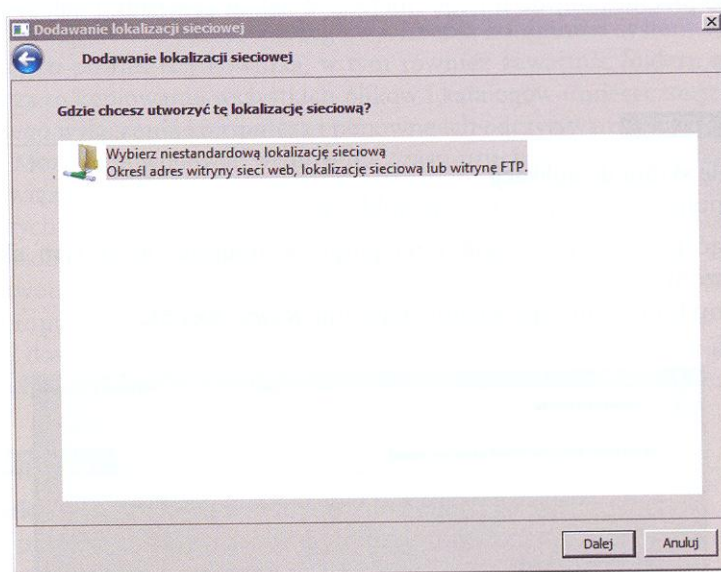 Dodawanie lokalizacji sieciowej
Dodawanie lokalizacji sieciowej
Gdzie chcesz utworzyć tę lokalizację sieciową?
Wybierz niestandardową lokalizację sieciową
Określ adres witryny sieci web, lokalizację sieciową lub witrynę FTP.
Dalej
Anuluj